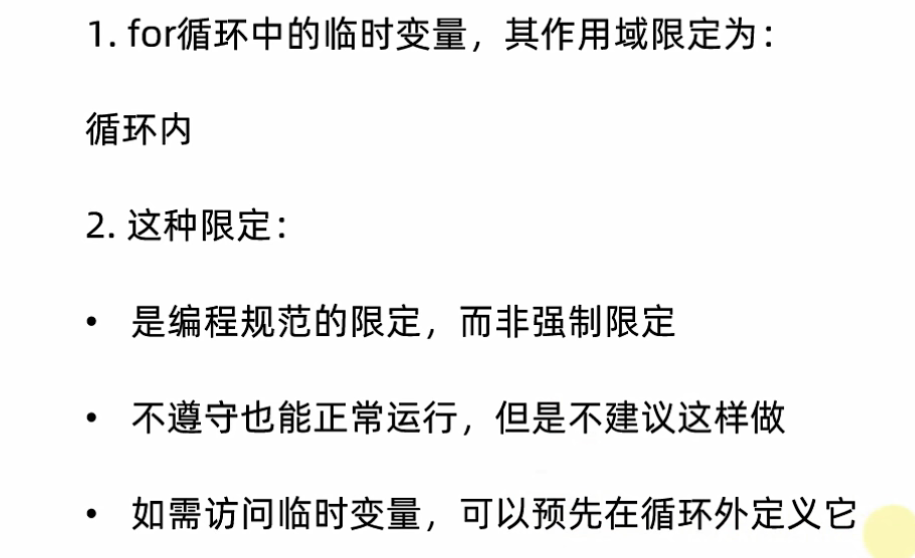 1. for循环中的临时变量，其作用域限定为：
循环内
2. 这种限定：
• 是编程规范的限定，而非强制限定
• 不遵守也能正常运行，但是不建议这样做
• 如需访问临时变量，可以预先在循环外定义它